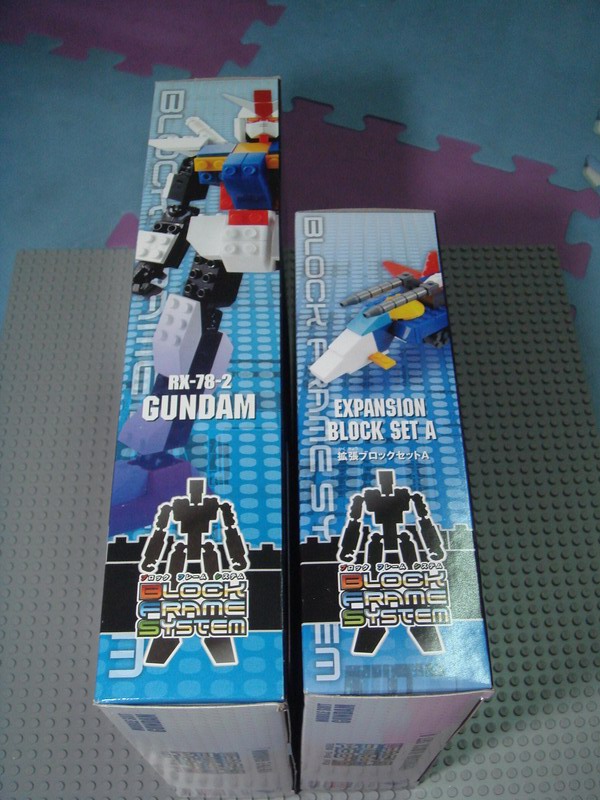 BLOCK FRAME SYSTEM
RX-78-2
GUNDAM
ブロック フレーム システム
BLOCK
FRAME
SYSTEM
BLOCK FRAME SYSTEM
EXPANSION
BLOCK SET A
拡張ブロックセットA
ブロック フレーム システム
BLOCK
FRAME
SYSTEM